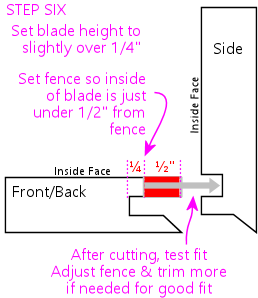 STEP SIX
Set blade height to
slightly over 1/4"
Side
Set fence so inside
of blade is just
under 1/2" from
fence
Inside Face
Inside Face
¼ ½"
Front/Back
After cutting, test fit
Adjust fence & trim more
if needed for good fit